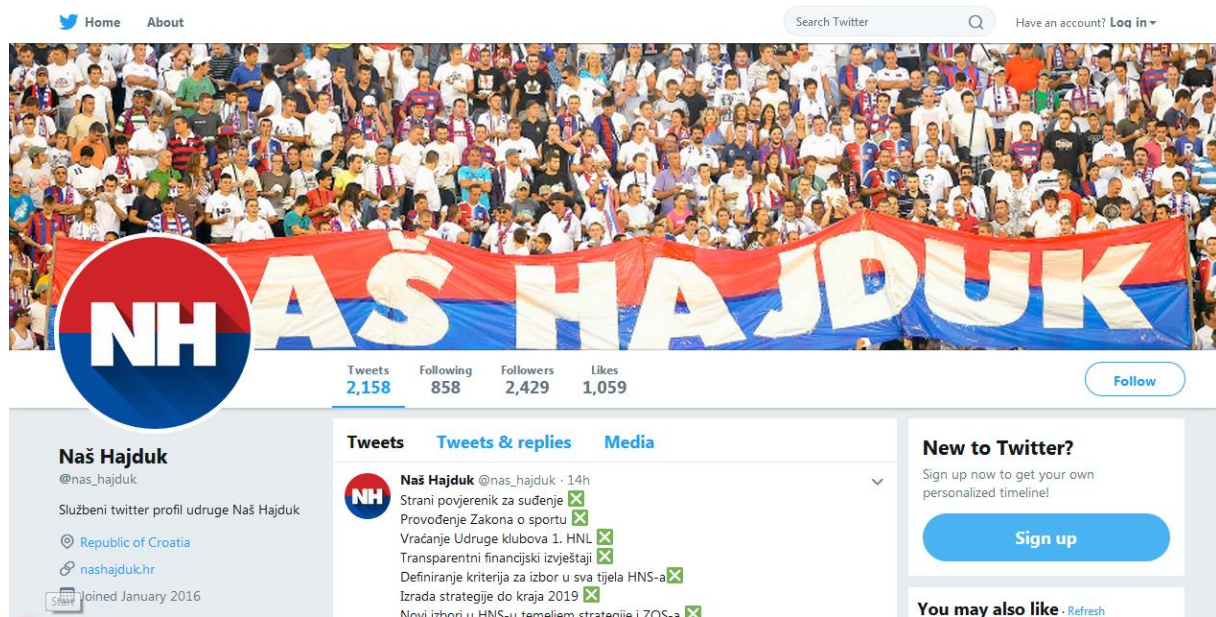 Home About
Search Twitter
Have an account? Log in
NAŠ HAJDUK
NH
Tweets Following Followers Likes
2,158 858 2,429 1,059
Follow
Naš Hajduk
@nas_hajduk
Službeni twitter profil udruge Naš Hajduk
Republic of Croatia
nashajduk.hr
Joined January 2016
Start
Tweets Tweets & replies Media
NH
Naš Hajduk @nas_hajduk · 14h
Strani povjerenik za suđenje ❎
Provođenje Zakona o sportu ❎
Vraćanje Udruge klubova 1. HNL ❎
Transparentni financijski izvještaji ❎
Definiranje kriterija za izbor u sva tijela HNS-a❎
Izrada strategije do kraja 2019 ❎
Novi izbori u HNS-u temeljem strategije i ZOS-a ❎
New to Twitter?
Sign up now to get your own
personalized timeline!
Sign up
You may also like · Refresh